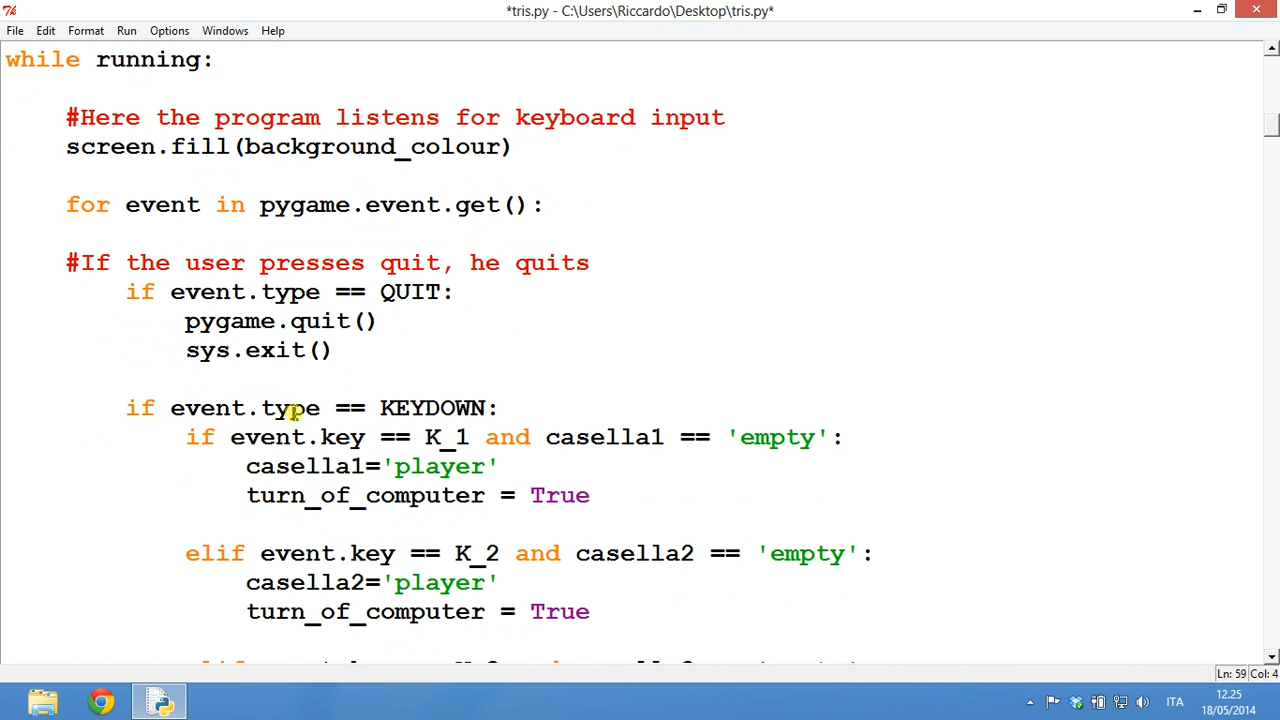 *tris.py - C:\Users\Riccardo\Desktop\tris.py*
File Edit Format Run Options Windows Help
while running:
#Here the program listens for keyboard input
screen.fill(background_colour)
for event in pygame.event.get():
#If the user presses quit, he quits
if event.type == QUIT:
pygame.quit()
sys.exit()
if event.type == KEYDOWN:
if event.key == K_1 and casella1 == 'empty':
casella1='player'
turn_of_computer = True
elif event.key == K_2 and casella2 == 'empty':
casella2='player'
turn_of_computer = True
Ln: 59 Col: 4
ITA
12.25
18/05/2014